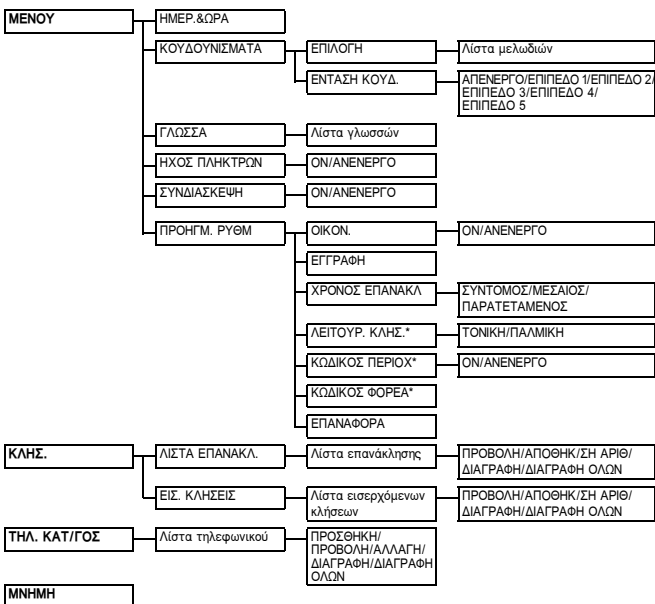 ΜΕΝΟΥ
ΗΜΕΡ.&ΩΡΑ
ΚΟΥΔΟΥΝΙΣΜΑΤΑ
ΕΠΙΛΟΓΗ
Λίστα μελωδιών
ΕΝΤΑΣΗ ΚΟΥΔ.
ΑΠΕΝΕΡΓΟ/ΕΠΙΠΕΔΟ 1/ΕΠΙΠΕΔΟ 2/
ΕΠΙΠΕΔΟ 3/ΕΠΙΠΕΔΟ 4/
ΕΠΙΠΕΔΟ 5
ΓΛΩΣΣΑ
Λίστα γλωσσών
ΗΧΟΣ ΠΛΗΚΤΡΩΝ
ΟΝ/ΑΝΕΝΕΡΓΟ
ΣΥΝΔΙΑΣΚΕΨΗ
ΟΝ/ΑΝΕΝΕΡΓΟ
ΠΡΟΗΓΜ. ΡΥΘΜ
ΟΙΚΟΝ.
ΟΝ/ΑΝΕΝΕΡΓΟ
ΕΓΓΡΑΦΗ
ΧΡΟΝΟΣ ΕΠΑΝΑΚΛ
ΣΥΝΤΟΜΟΣ/ΜΕΣΑΙΟΣ/
ΠΑΡΑΤΕΤΑΜΕΝΟΣ
ΛΕΙΤΟΥΡ. ΚΛΗΣ.*
ΤΟΝΙΚΗ/ΠΑΛΜΙΚΗ
ΚΩΔΙΚΟΣ ΠΕΡΙΟΧ*
ΟΝ/ΑΝΕΝΕΡΓΟ
ΚΩΔΙΚΟΣ ΦΟΡΕΑ*
ΕΠΑΝΑΦΟΡΑ
ΚΛΗΣ.
ΛΙΣΤΑ ΕΠΑΝΑΚΛ.
Λίστα επανάκλησης
ΠΡΟΒΟΛΗ/ΑΠΟΘΗΚ/ΣΗ ΑΡΙΘ/
ΔΙΑΓΡΑΦΗ/ΔΙΑΓΡΑΦΗ ΟΛΩΝ
ΕΙΣ. ΚΛΗΣΕΙΣ
Λίστα εισερχόμενων
κλήσεων
ΠΡΟΒΟΛΗ/ΑΠΟΘΗΚ/ΣΗ ΑΡΙΘ/
ΔΙΑΓΡΑΦΗ/ΔΙΑΓΡΑΦΗ ΟΛΩΝ
ΤΗΛ. ΚΑΤ/ΓΟΣ
Λίστα τηλεφωνικού
ΠΡΟΣΘΗΚΗ/
ΠΡΟΒΟΛΗ/ΑΛΛΑΓΗ/
ΔΙΑΓΡΑΦΗ/ΔΙΑΓΡΑΦΗ
ΟΛΩΝ
ΜΝΗΜΗ